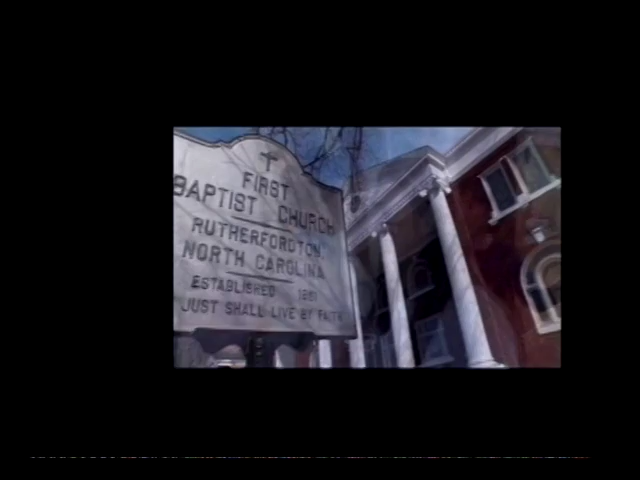 FIRST
BAPTIST CHURCH
RUTHERFORDTON,
NORTH CAROLINA
ESTABLISHED
JUST SHALL LIVE BY FAITH